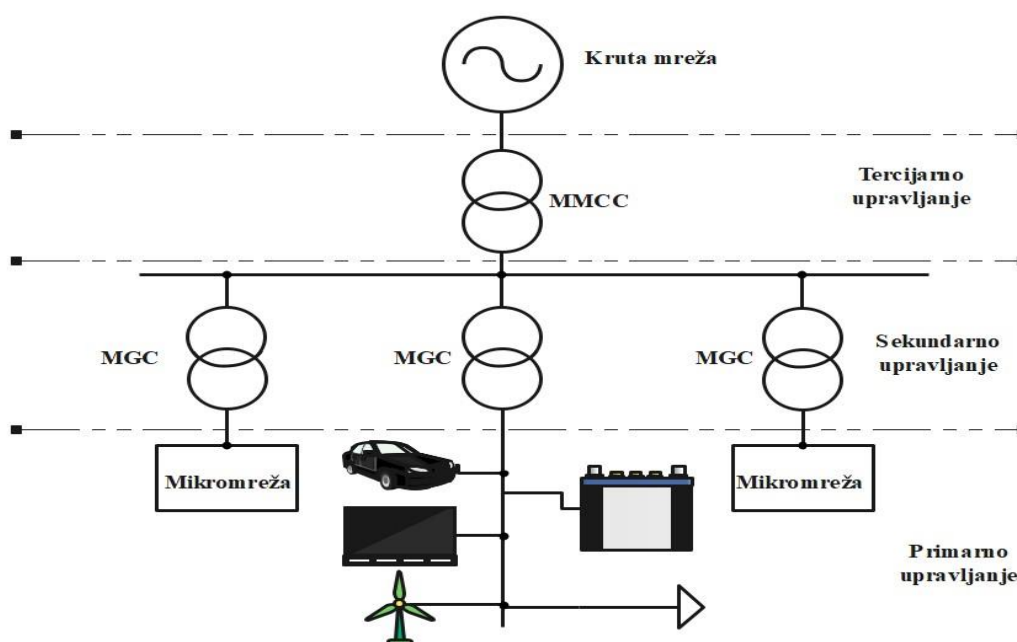 Kruta mreža
Tercijarno
upravljanje
MMCC
MGC
MGC
MGC
Sekundarno
upravljanje
Mikromreža
Mikromreža
Primarno
upravljanje